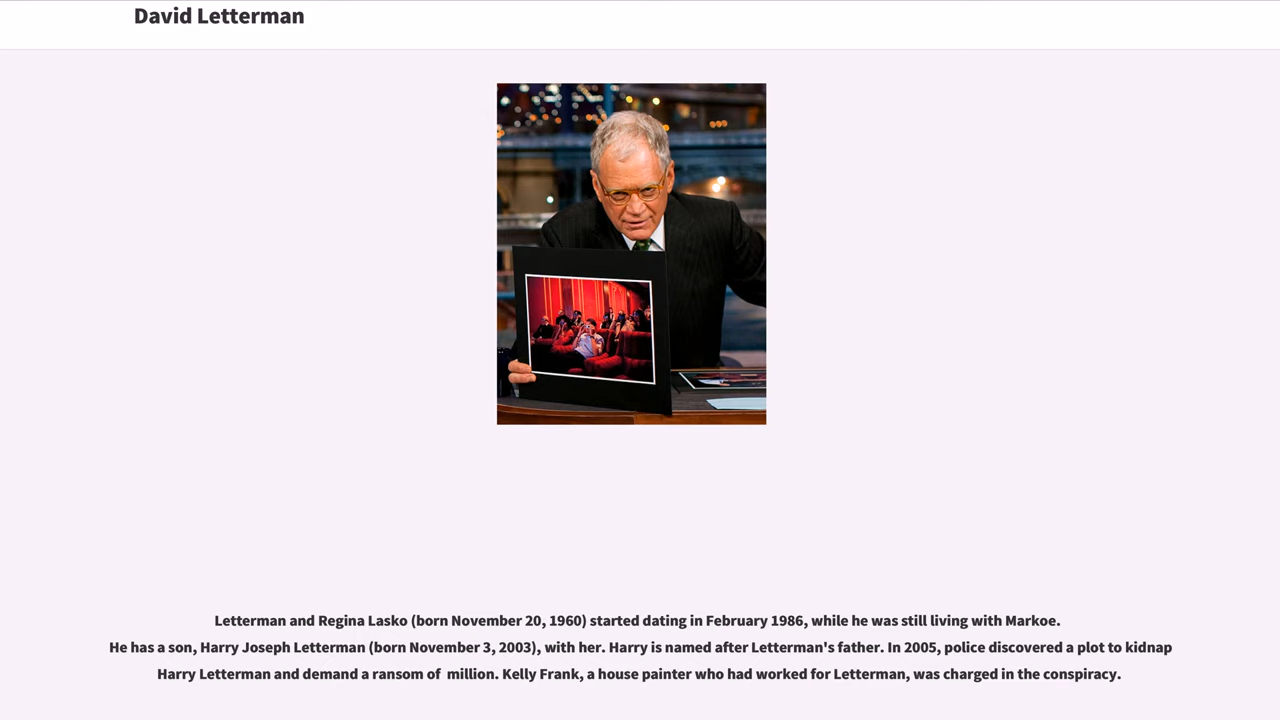 David Letterman
Letterman and Regina Lasko (born November 20, 1960) started dating in February 1986, while he was still living with Markoe.
He has a son, Harry Joseph Letterman (born November 3, 2003), with her. Harry is named after Letterman's father. In 2005, police discovered a plot to kidnap
Harry Letterman and demand a ransom of  million. Kelly Frank, a house painter who had worked for Letterman, was charged in the conspiracy.